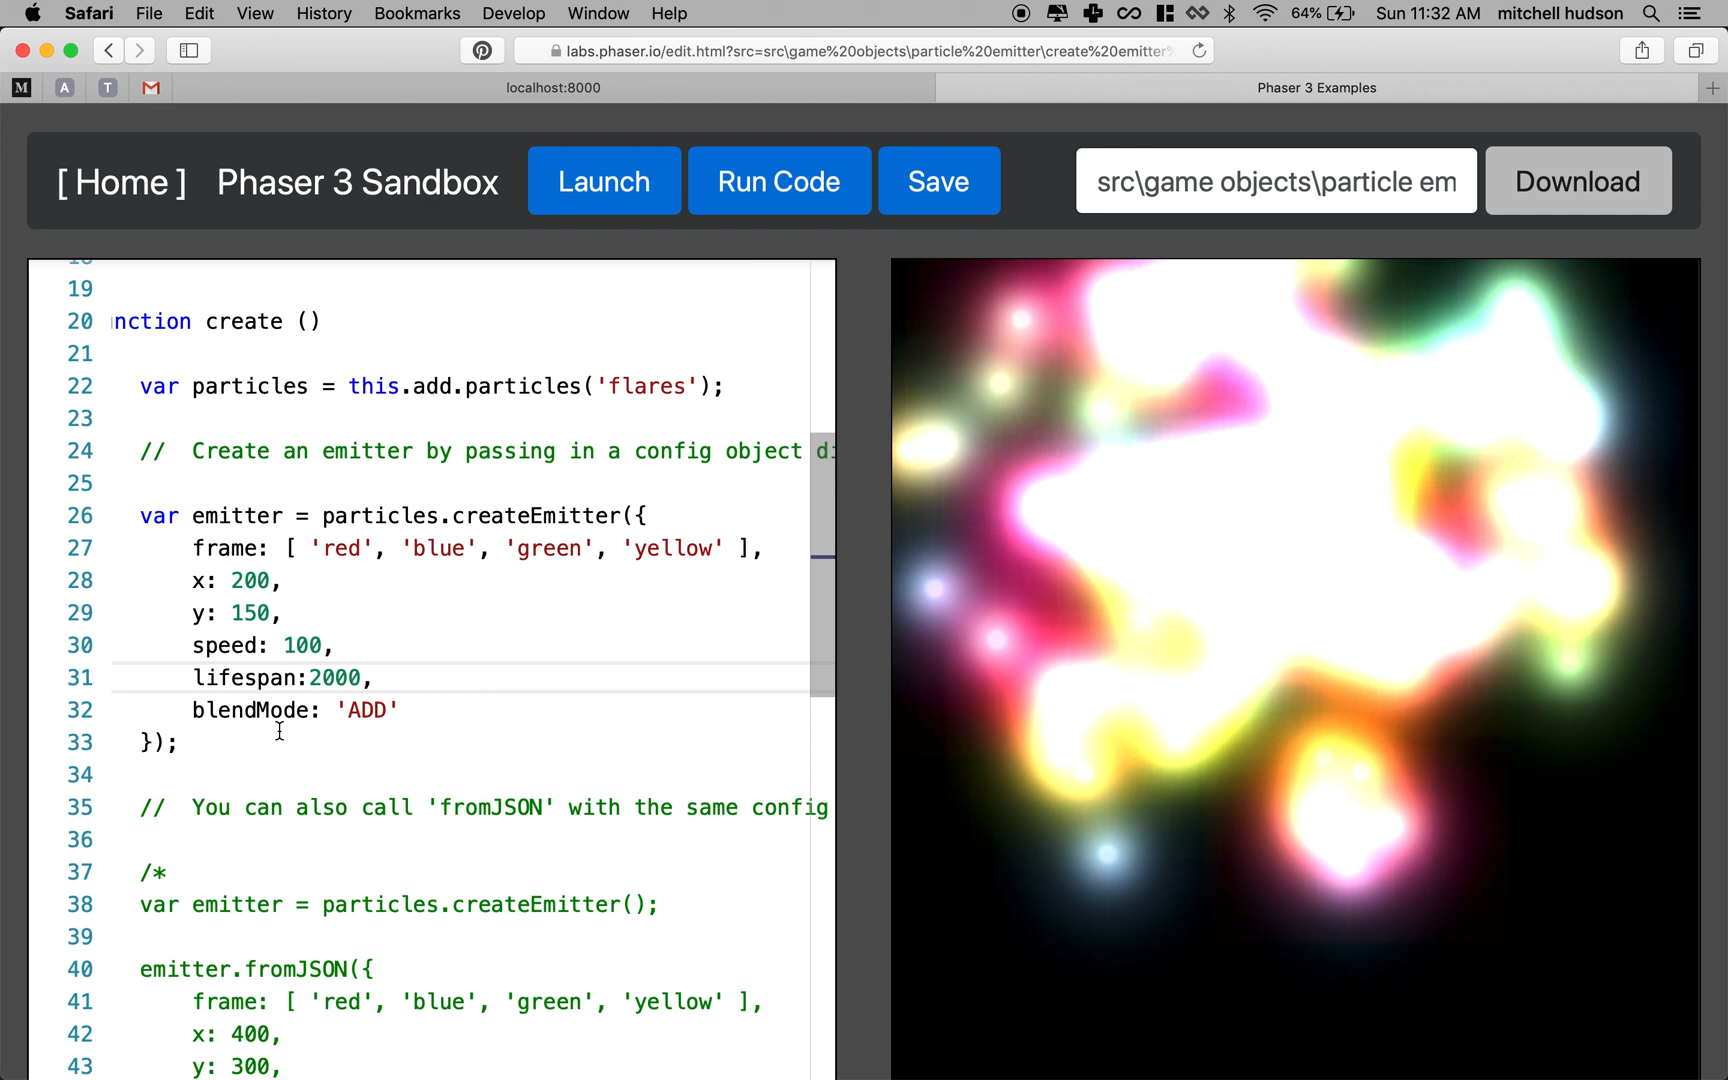 Safari File Edit View History Bookmarks Develop Window Help 64% Sun 11:32 AM mitchell hudson
labs.phaser.io/edit.html?src=src\game%20objects\particle%20emitter\create%20emitter%
M A T localhost:8000 Phaser 3 Examples +
[ Home ] Phaser 3 Sandbox Launch Run Code Save src\game objects\particle em Download
18
19
20 unction create ()
21
22 var particles = this.add.particles('flares');
23
24 // Create an emitter by passing in a config object di
25
26 var emitter = particles.createEmitter({
27 frame: [ 'red', 'blue', 'green', 'yellow' ],
28 x: 200,
29 y: 150,
30 speed: 100,
31 lifespan:2000,
32 blendMode: 'ADD'
33 });
34
35 // You can also call 'fromJSON' with the same config
36
37 /*
38 var emitter = particles.createEmitter();
39
40 emitter.fromJSON({
41 frame: [ 'red', 'blue', 'green', 'yellow' ],
42 x: 400,
43 y: 300,